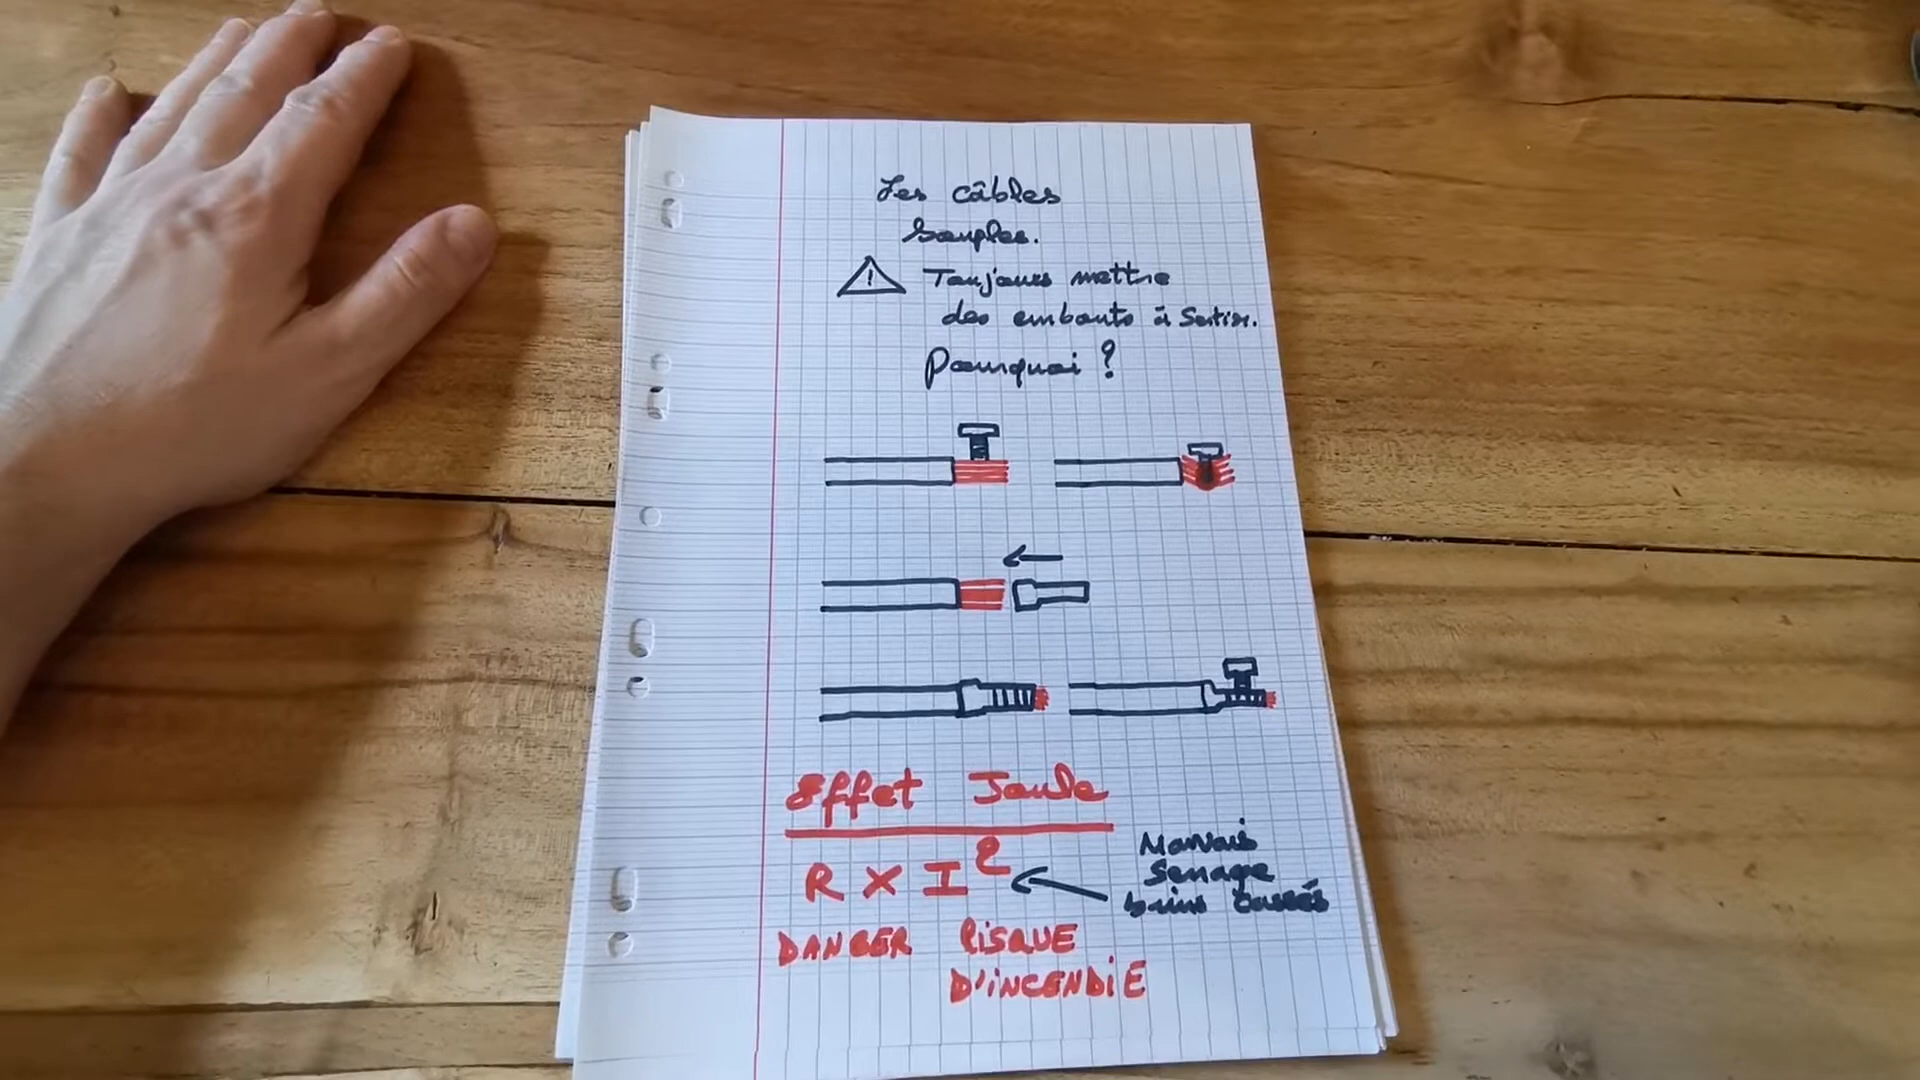 Les câbles
souples.
! Toujours mettre
des embouts à sertir.
Pourquoi ?
Effet Joule
R x I²
Mauvais
serrage
brins cassés
DANGER RISQUE
D'INCENDIE